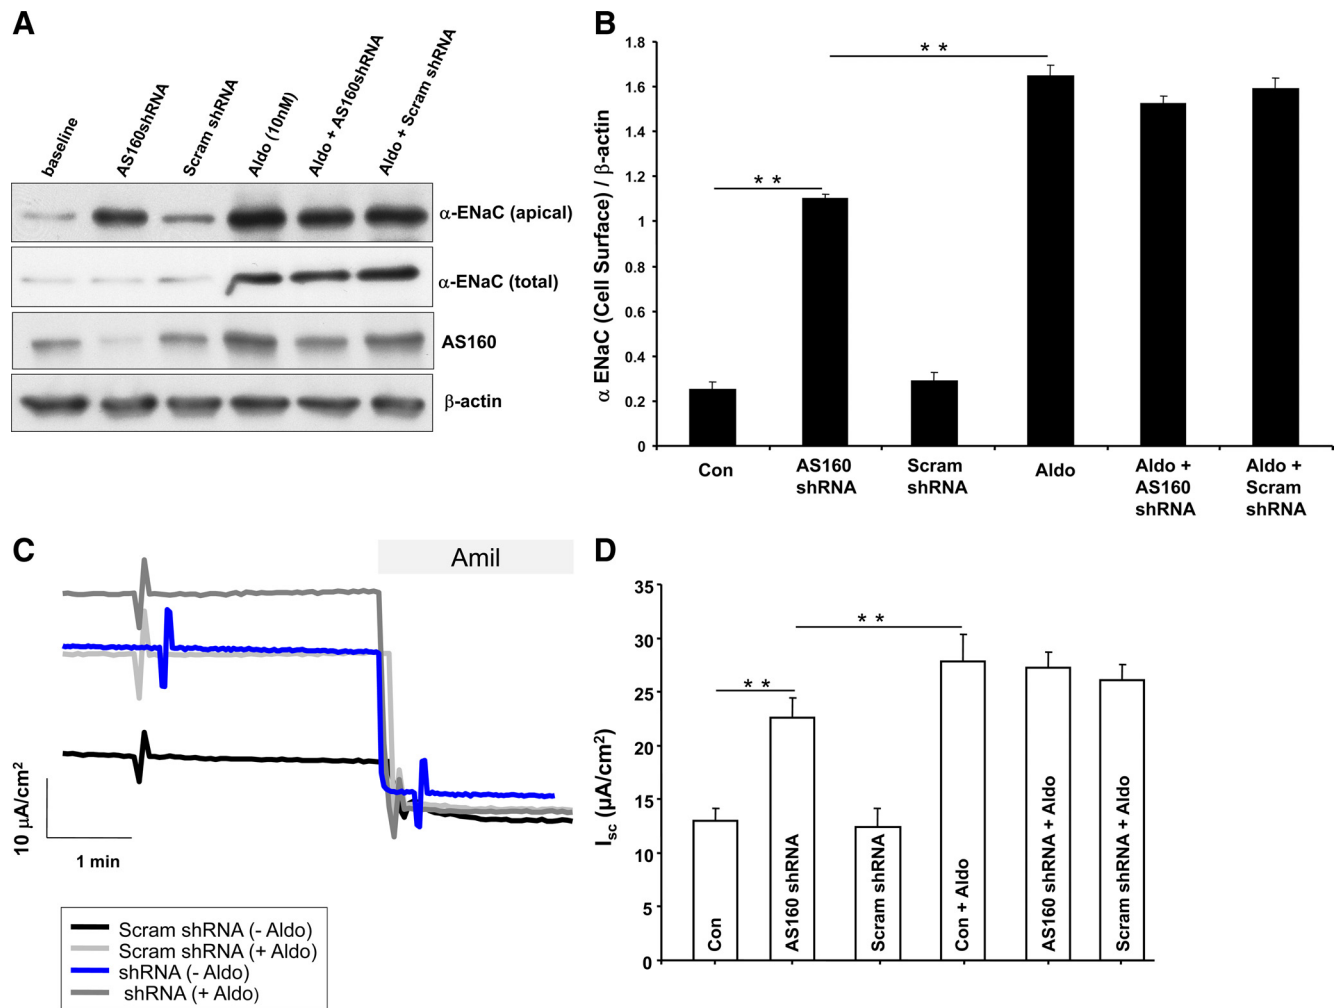 A
baseline
AS160shRNA
Scram shRNA
Aldo (10nM)
Aldo + AS160shRNA
Aldo + Scram shRNA
α-ENaC (apical)
α-ENaC (total)
AS160
β-actin
B
α ENaC (Cell Surface) / β-actin
1.8
1.6
1.4
1.2
1
0.8
0.6
0.4
0.2
0
* *
* *
Con
AS160
shRNA
Scram
shRNA
Aldo
Aldo +
AS160
shRNA
Aldo +
Scram
shRNA
C
Amil
10 µA/cm²
1 min
Scram shRNA (- Aldo)
Scram shRNA (+ Aldo)
shRNA (- Aldo)
shRNA (+ Aldo)
D
Isc (µA/cm²)
35
30
25
20
15
10
5
0
* *
* *
Con
AS160 shRNA
Scram shRNA
Con + Aldo
AS160 shRNA + Aldo
Scram shRNA + Aldo